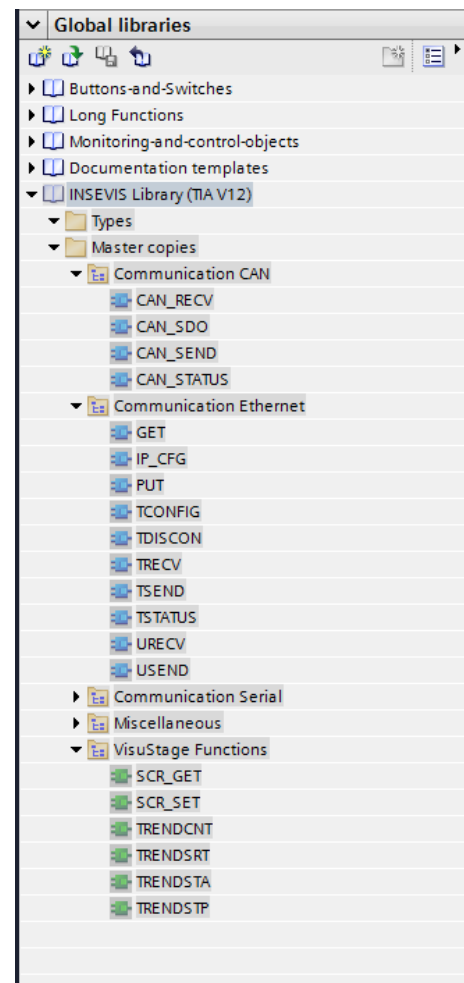 Global libraries
Buttons-and-Switches
Long Functions
Monitoring-and-control-objects
Documentation templates
INSEVIS Library (TIA V12)
Types
Master copies
Communication CAN
CAN_RECV
CAN_SDO
CAN_SEND
CAN_STATUS
Communication Ethernet
GET
IP_CFG
PUT
TCONFIG
TDISCON
TRECV
TSEND
TSTATUS
URECV
USEND
Communication Serial
Miscellaneous
VisuStage Functions
SCR_GET
SCR_SET
TRENDCNT
TRENDSRT
TRENDSTA
TRENDSTP